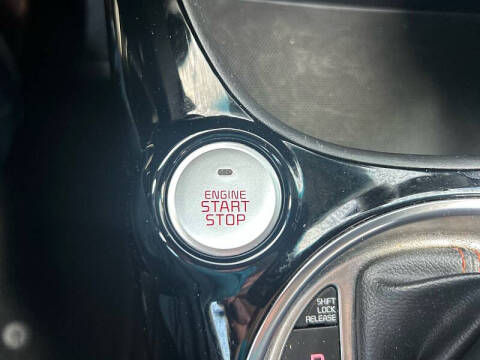 ENGINE
START
STOP
SHIFT
LOCK
RELEASE
P